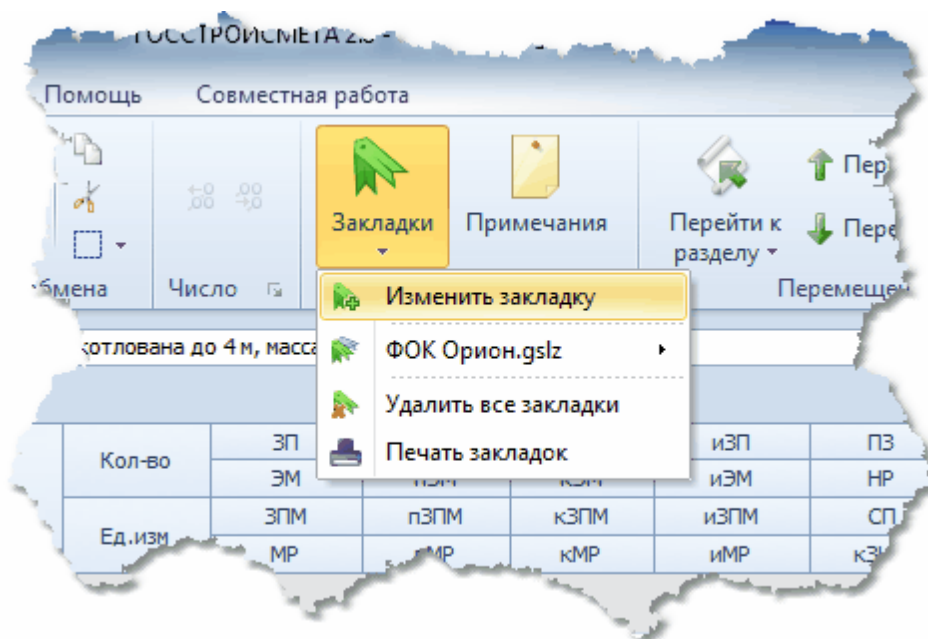 Помощь Совместная работа
Закладки
Примечания
Перейти к
разделу
Число
Изменить закладку
ФОК Орион.gslz
Удалить все закладки
Печать закладок
котлована до 4 м,
Кол-во
ЗП иЗП ПЗ
ЭМ иЭМ НР
Ед.изм
ЗПМ пЗПМ кЗПМ иЗПМ СП
МР кМР иМР